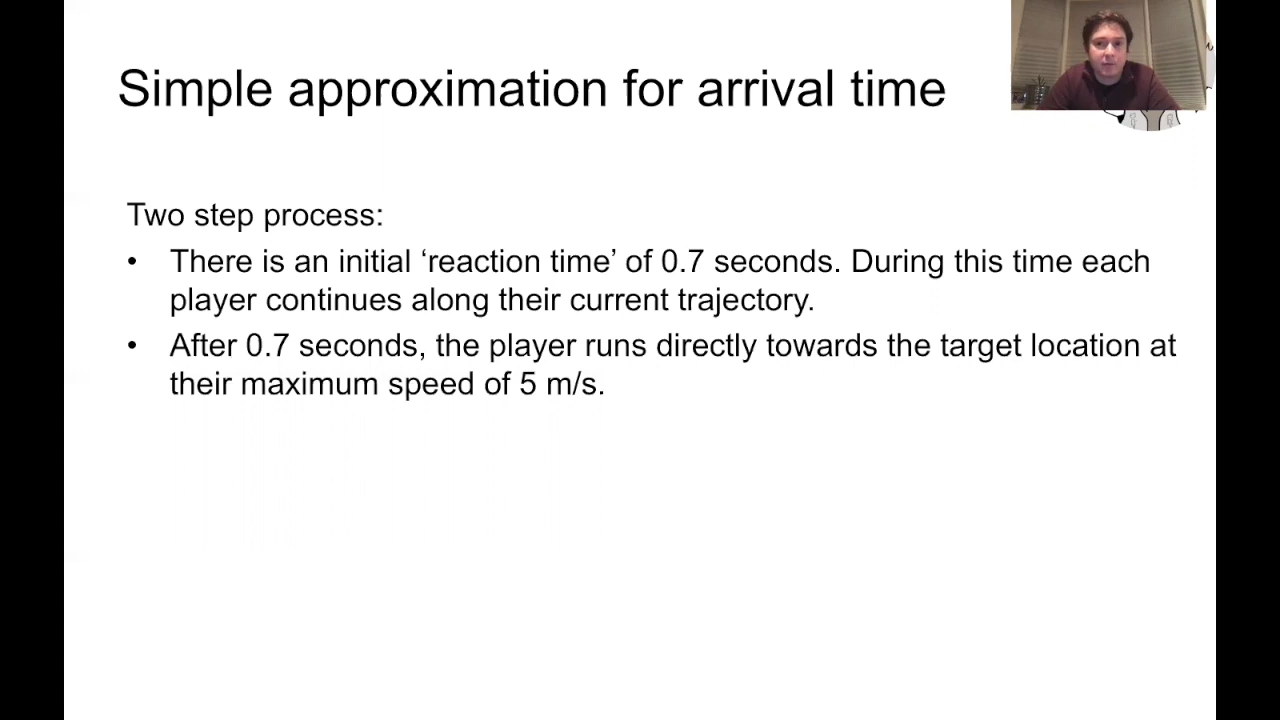 Simple approximation for arrival time
Two step process:
• There is an initial ‘reaction time’ of 0.7 seconds. During this time each
player continues along their current trajectory.
• After 0.7 seconds, the player runs directly towards the target location at
their maximum speed of 5 m/s.